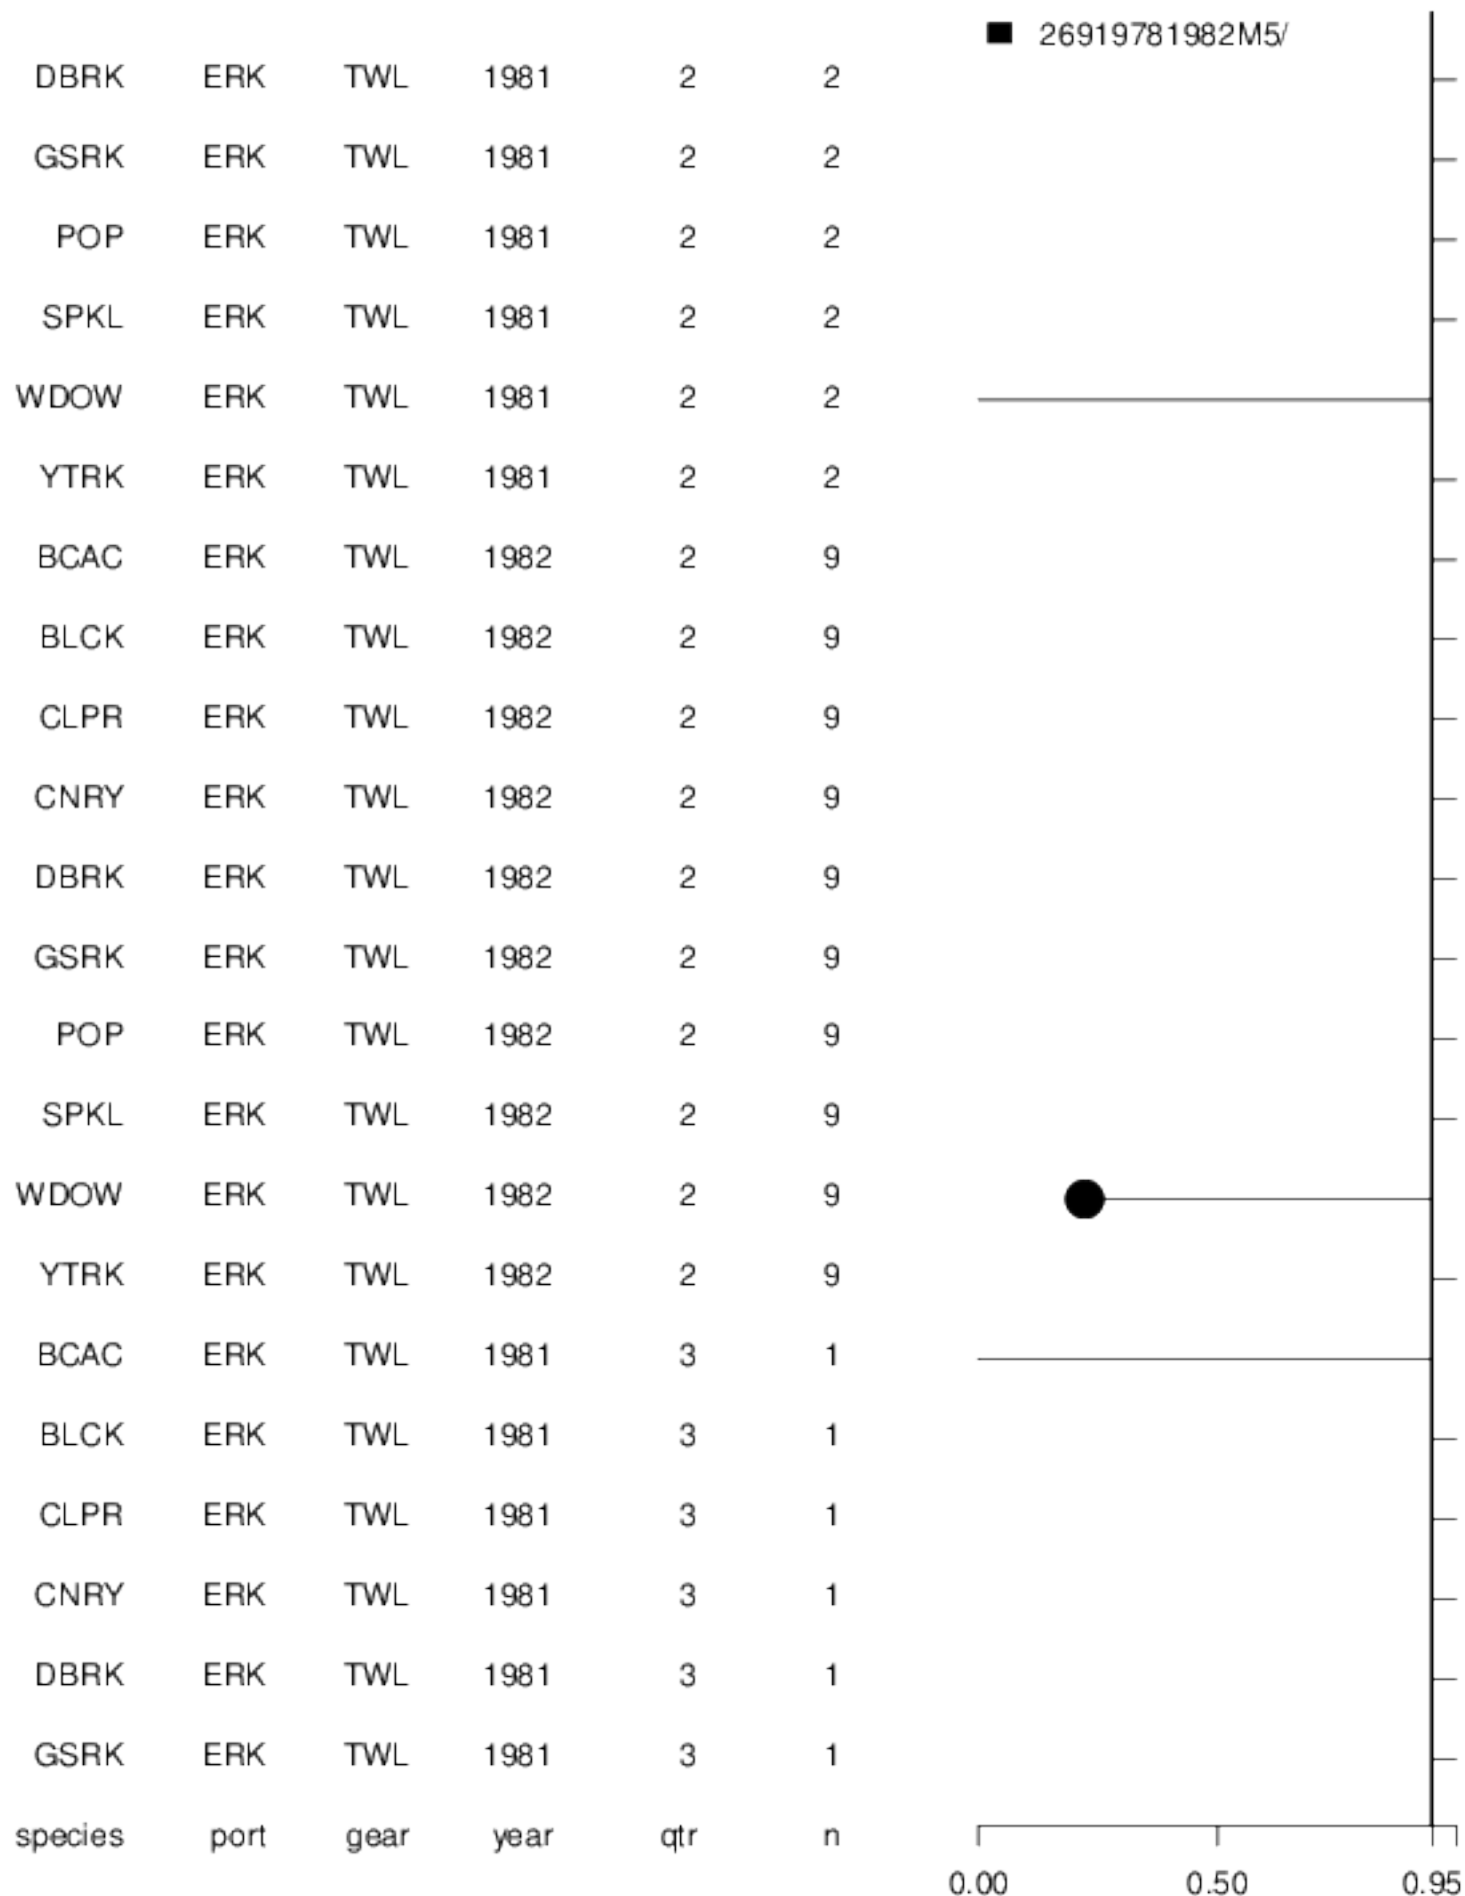 26919781982M5/
DBRK ERK TWL 1981 2 2
GSRK ERK TWL 1981 2 2
POP ERK TWL 1981 2 2
SPKL ERK TWL 1981 2 2
WDOW ERK TWL 1981 2 2
YTRK ERK TWL 1981 2 2
BCAC ERK TWL 1982 2 9
BLCK ERK TWL 1982 2 9
CLPR ERK TWL 1982 2 9
CNRY ERK TWL 1982 2 9
DBRK ERK TWL 1982 2 9
GSRK ERK TWL 1982 2 9
POP ERK TWL 1982 2 9
SPKL ERK TWL 1982 2 9
WDOW ERK TWL 1982 2 9
YTRK ERK TWL 1982 2 9
BCAC ERK TWL 1981 3 1
BLCK ERK TWL 1981 3 1
CLPR ERK TWL 1981 3 1
CNRY ERK TWL 1981 3 1
DBRK ERK TWL 1981 3 1
GSRK ERK TWL 1981 3 1
species port gear year qtr n
0.00 0.50 0.95